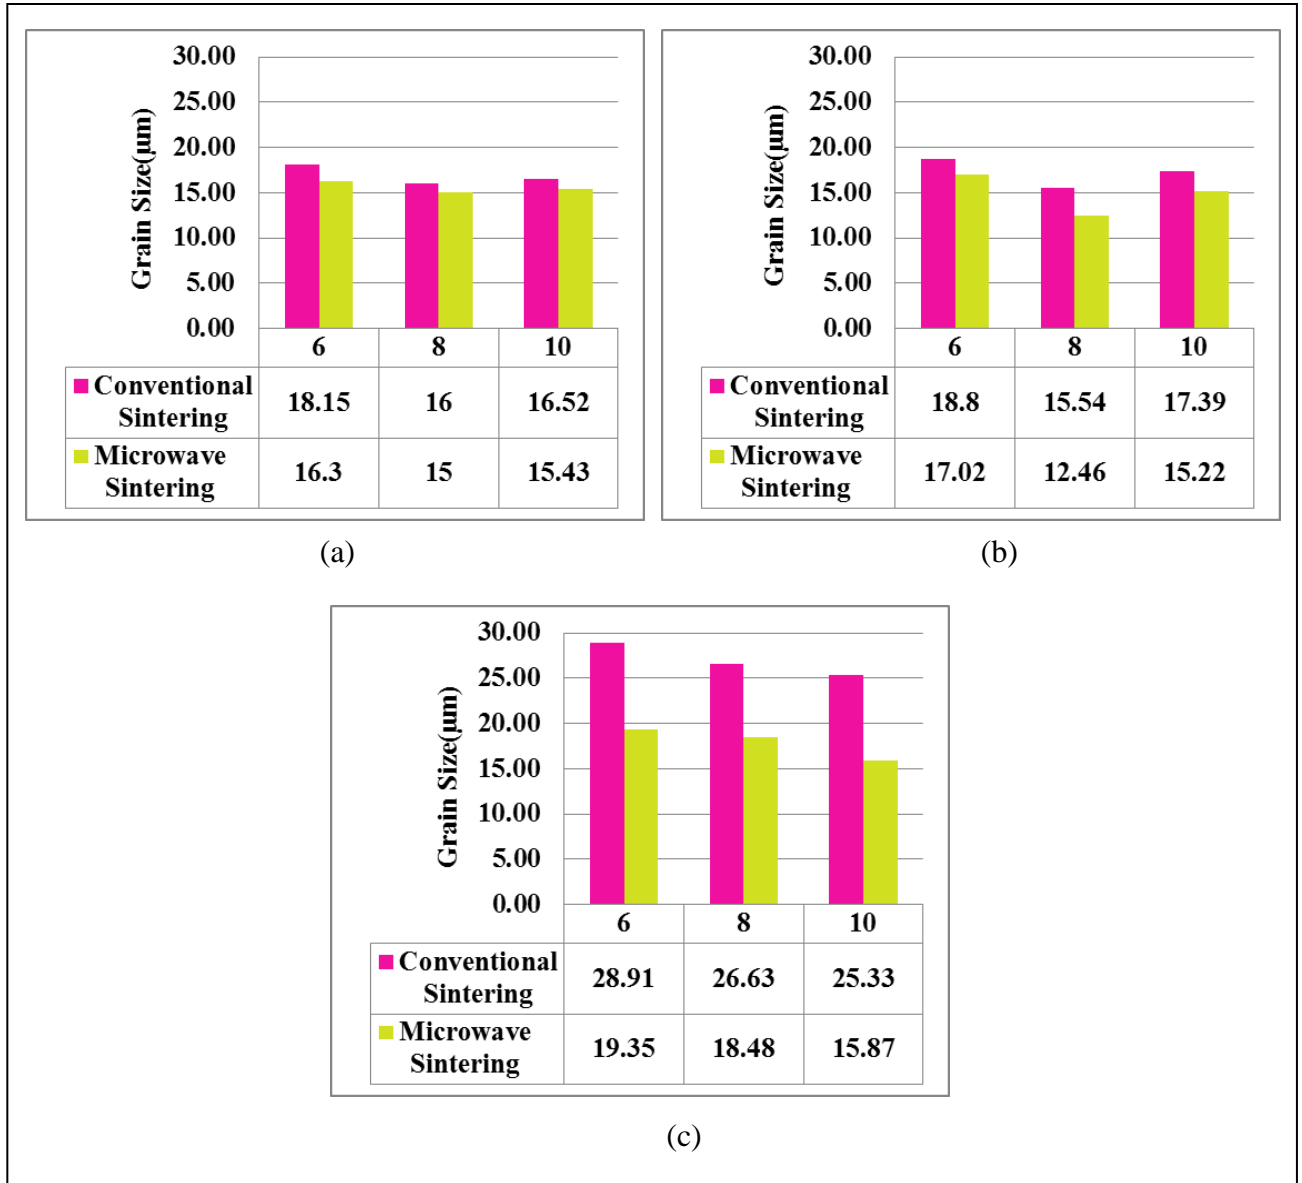 30.00
25.00
20.00
15.00
10.00
5.00
0.00
Grain Size(µm)
6 8 10
Conventional
Sintering
18.15 16 16.52
Microwave
Sintering
16.3 15 15.43
(a)
30.00
25.00
20.00
15.00
10.00
5.00
0.00
Grain Size(µm)
6 8 10
Conventional
Sintering
18.8 15.54 17.39
Microwave
Sintering
17.02 12.46 15.22
(b)
30.00
25.00
20.00
15.00
10.00
5.00
0.00
Grain Size(µm)
6 8 10
Conventional
Sintering
28.91 26.63 25.33
Microwave
Sintering
19.35 18.48 15.87
(c)